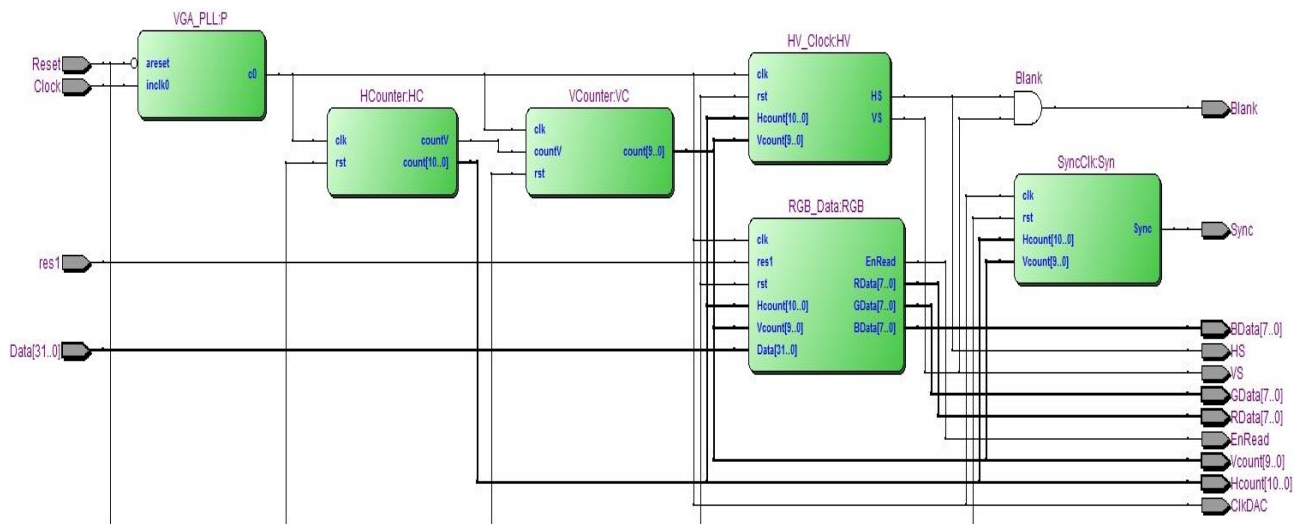 VGA_PLL:P
Reset
Clock
areset
inclk0
c0
HCounter:HC
clk
rst
countV
count[10..0]
VCounter:VC
clk
countV
rst
count[9..0]
HV_Clock:HV
clk
rst
Hcount[10..0]
Vcount[9..0]
HS
VS
Blank
Blank
SyncClk:Syn
clk
rst
Hcount[10..0]
Vcount[9..0]
Sync
Sync
res1
Data[31..0]
RGB_Data:RGB
clk
res1
rst
Hcount[10..0]
Vcount[9..0]
Data[31..0]
EnRead
RData[7..0]
GData[7..0]
BData[7..0]
BData[7..0]
HS
VS
GData[7..0]
RData[7..0]
EnRead
Vcount[9..0]
Hcount[10..0]
ClkDAC